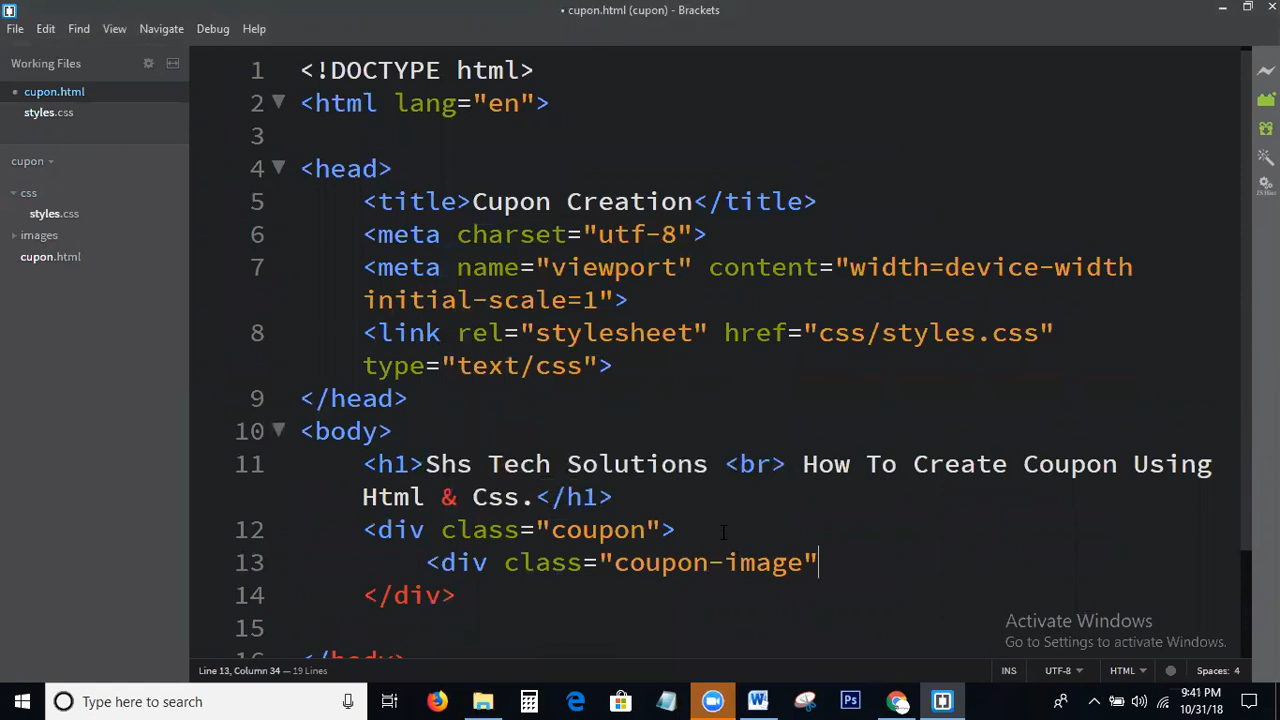 • cupon.html (cupon) - Brackets
File Edit Find View Navigate Debug Help
Working Files
• cupon.html
styles.css
cupon
css
styles.css
images
cupon.html
1 <!DOCTYPE html>
2 <html lang="en">
3
4 <head>
5 <title>Cupon Creation</title>
6 <meta charset="utf-8">
7 <meta name="viewport" content="width=device-width
initial-scale=1">
8 <link rel="stylesheet" href="css/styles.css"
type="text/css">
9 </head>
10 <body>
11 <h1>Shs Tech Solutions <br> How To Create Coupon Using
Html & Css.</h1>
12 <div class="coupon">
13 <div class="coupon-image"
14 </div>
15
16 </body>
Activate Windows
Go to Settings to activate Windows.
Line 13, Column 34 — 19 Lines
INS UTF-8 HTML Spaces: 4
Type here to search
9:41 PM
10/31/18